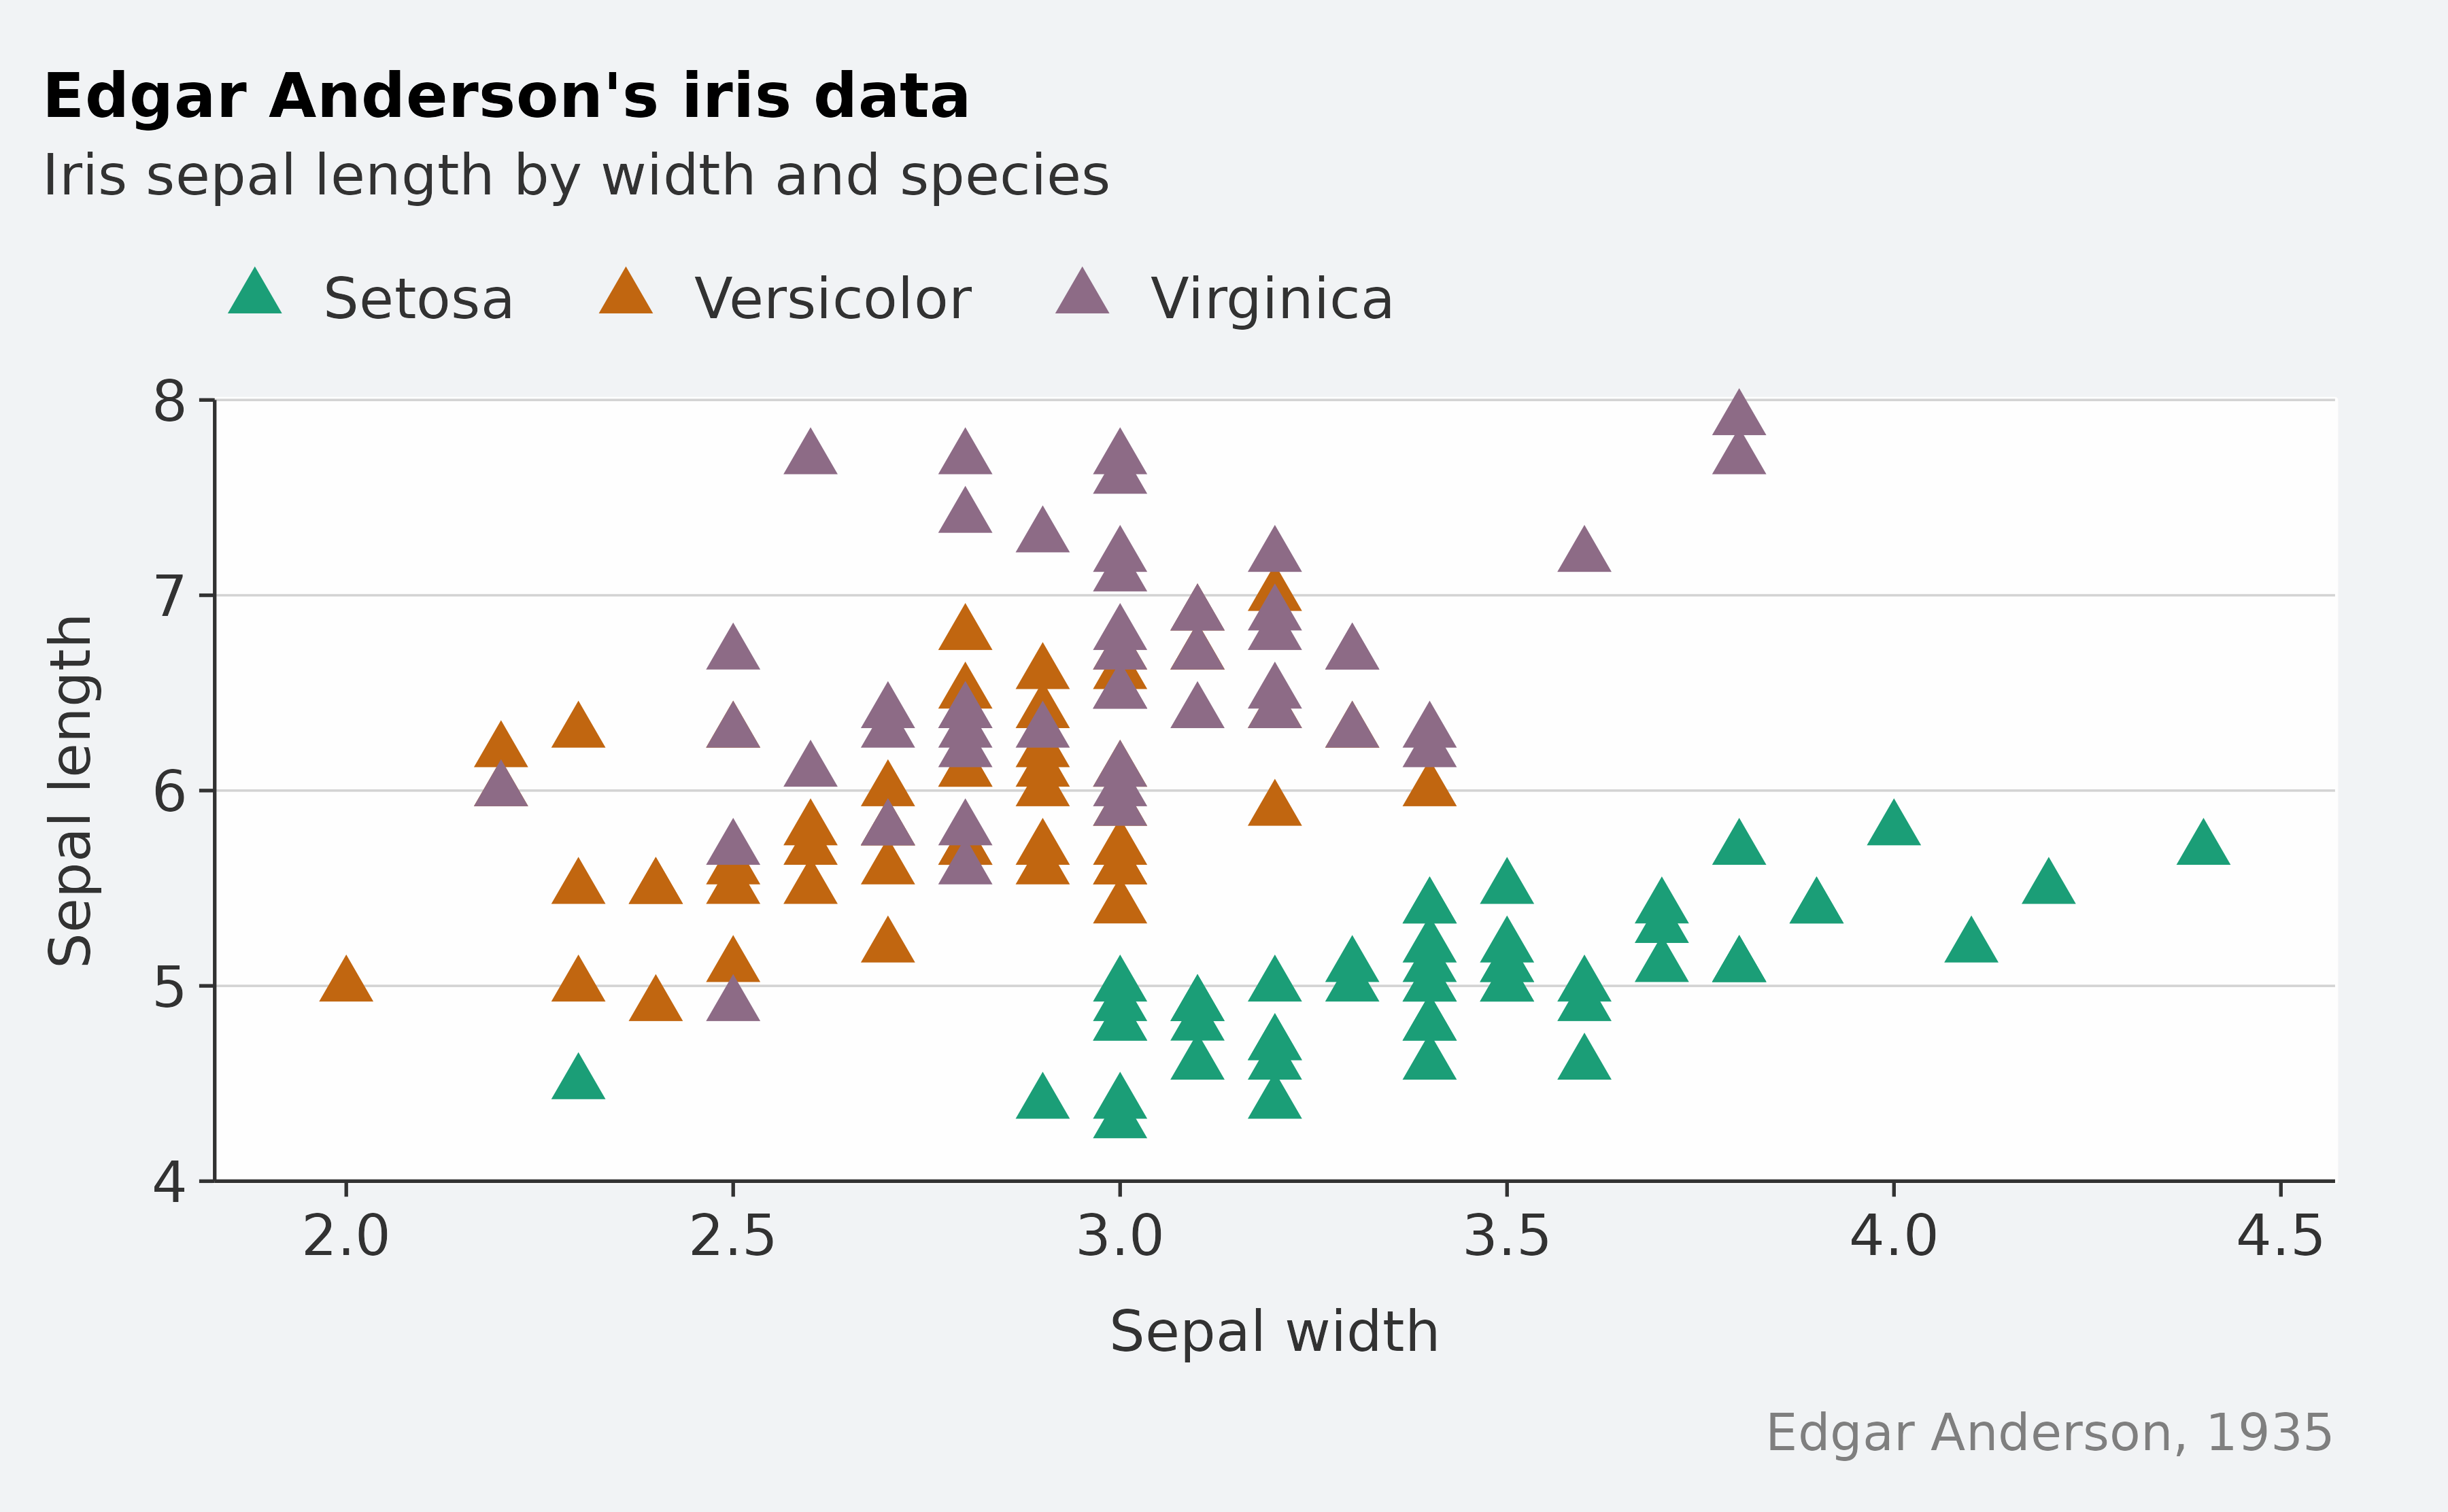 Edgar Anderson's iris data
Iris sepal length by width and species
Setosa Versicolor Virginica
8
7
6
5
4
Sepal length
2.0 2.5 3.0 3.5 4.0 4.5
Sepal width
Edgar Anderson, 1935